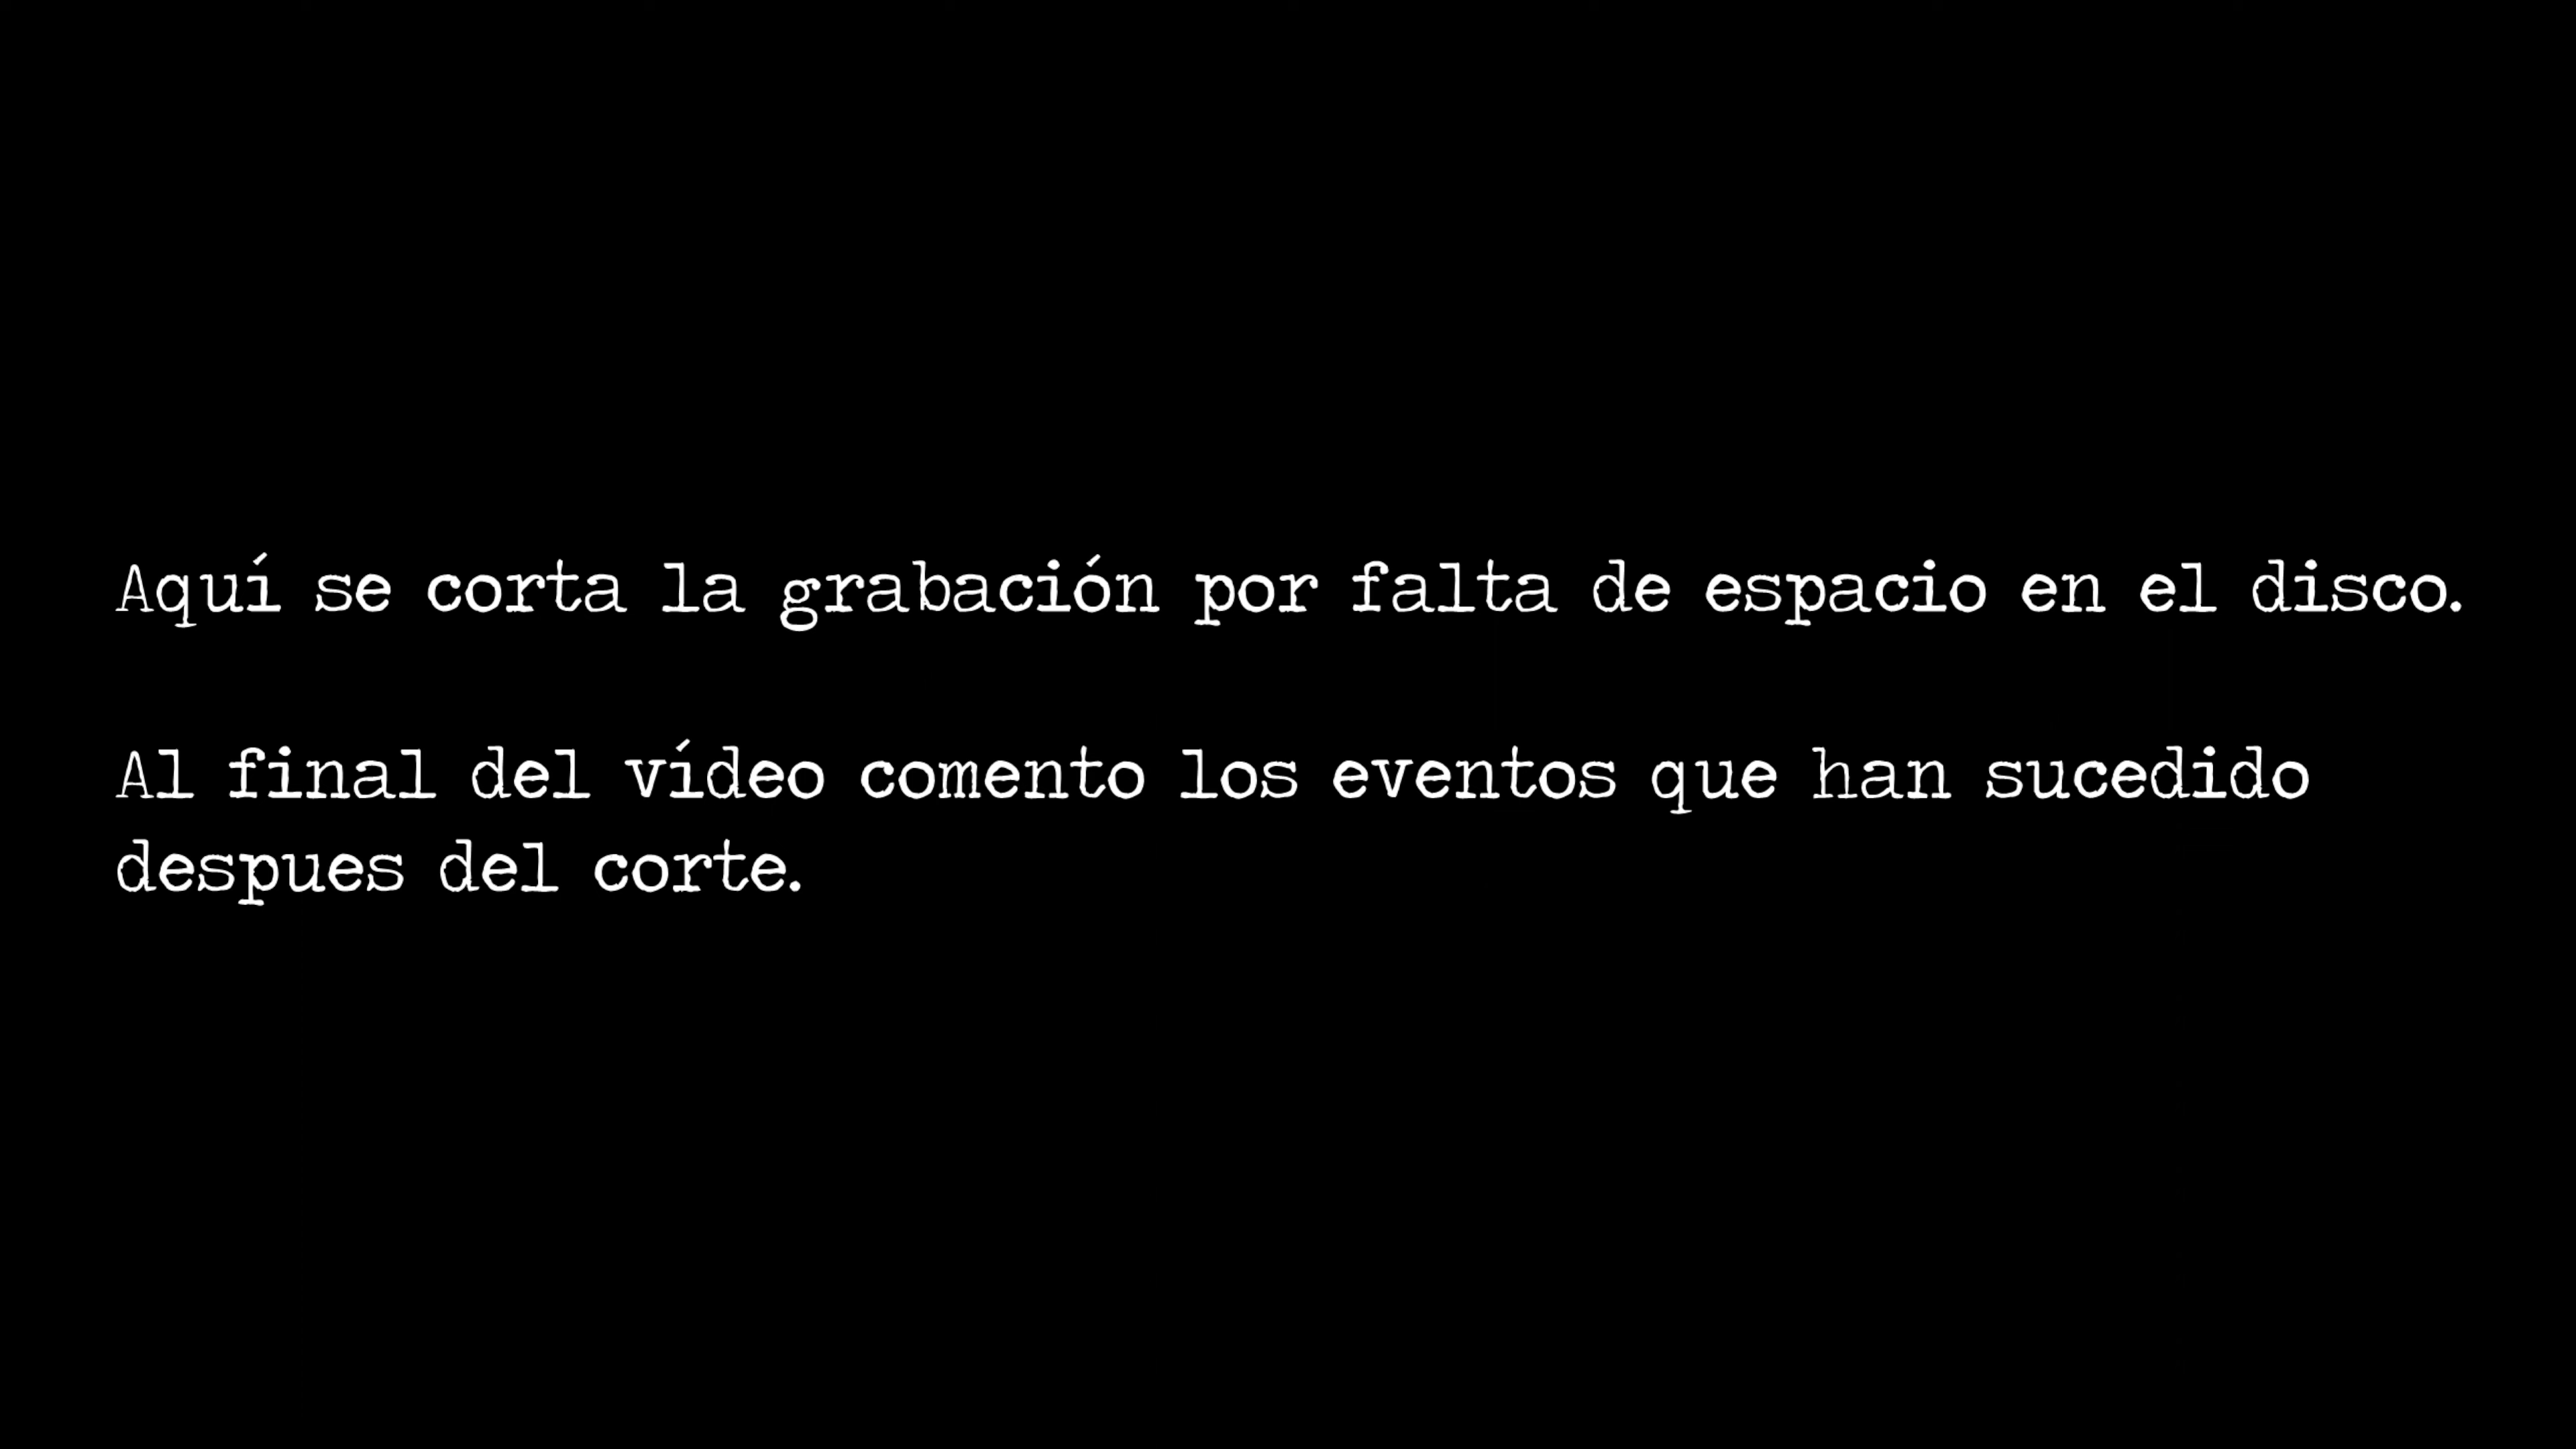 Aquí se corta la grabación por falta de espacio en el disco.
Al final del vídeo comento los eventos que han sucedido
despues del corte.